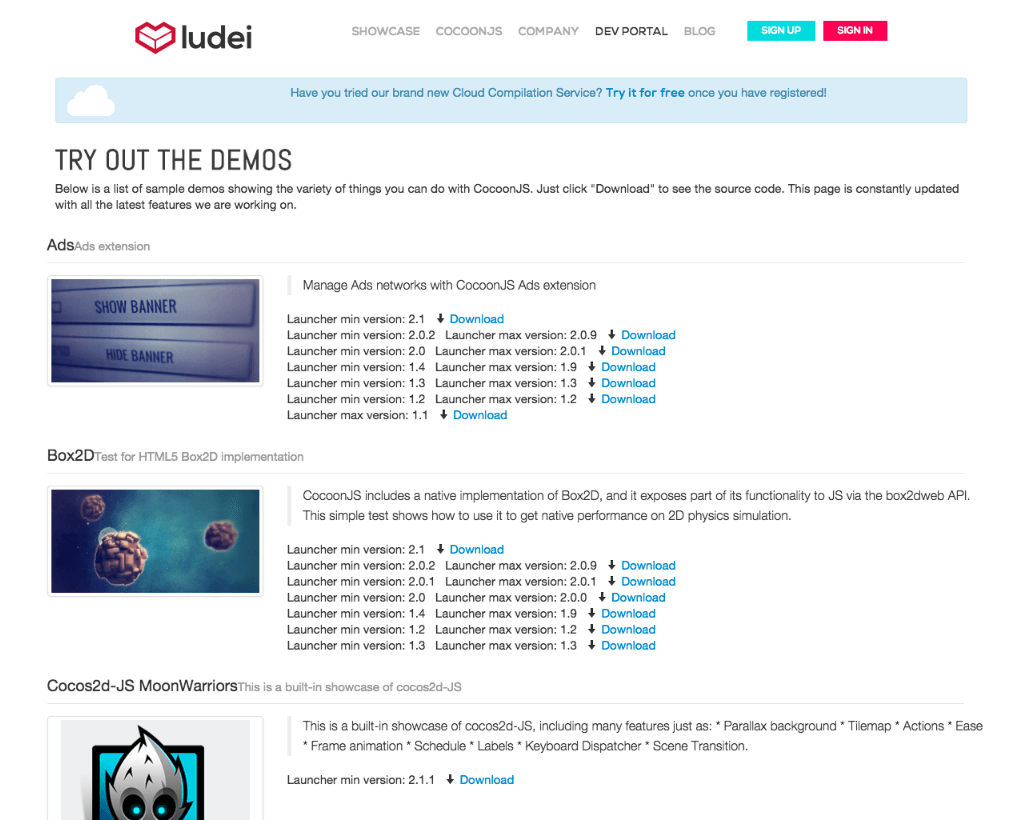 ludei
SHOWCASE COCOONJS COMPANY DEV PORTAL BLOG SIGN UP SIGN IN
Have you tried our brand new Cloud Compilation Service? Try it for free once you have registered!
TRY OUT THE DEMOS
Below is a list of sample demos showing the variety of things you can do with CocoonJS. Just click "Download" to see the source code. This page is constantly updated
with all the latest features we are working on.
Ads Ads extension
SHOW BANNER
HIDE BANNER
Manage Ads networks with CocoonJS Ads extension
Launcher min version: 2.1 Download
Launcher min version: 2.0.2 Launcher max version: 2.0.9 Download
Launcher min version: 2.0 Launcher max version: 2.0.1 Download
Launcher min version: 1.4 Launcher max version: 1.9 Download
Launcher min version: 1.3 Launcher max version: 1.3 Download
Launcher min version: 1.2 Launcher max version: 1.2 Download
Launcher max version: 1.1 Download
Box2D Test for HTML5 Box2D implementation
CocoonJS includes a native implementation of Box2D, and it exposes part of its functionality to JS via the box2dweb API.
This simple test shows how to use it to get native performance on 2D physics simulation.
Launcher min version: 2.1 Download
Launcher min version: 2.0.2 Launcher max version: 2.0.9 Download
Launcher min version: 2.0.1 Launcher max version: 2.0.1 Download
Launcher min version: 2.0 Launcher max version: 2.0.0 Download
Launcher min version: 1.4 Launcher max version: 1.9 Download
Launcher min version: 1.2 Launcher max version: 1.2 Download
Launcher min version: 1.3 Launcher max version: 1.3 Download
Cocos2d-JS MoonWarriors This is a built-in showcase of cocos2d-JS
This is a built-in showcase of cocos2d-JS, including many features just as: * Parallax background * Tilemap * Actions * Ease
* Frame animation * Schedule * Labels * Keyboard Dispatcher * Scene Transition.
Launcher min version: 2.1.1 Download